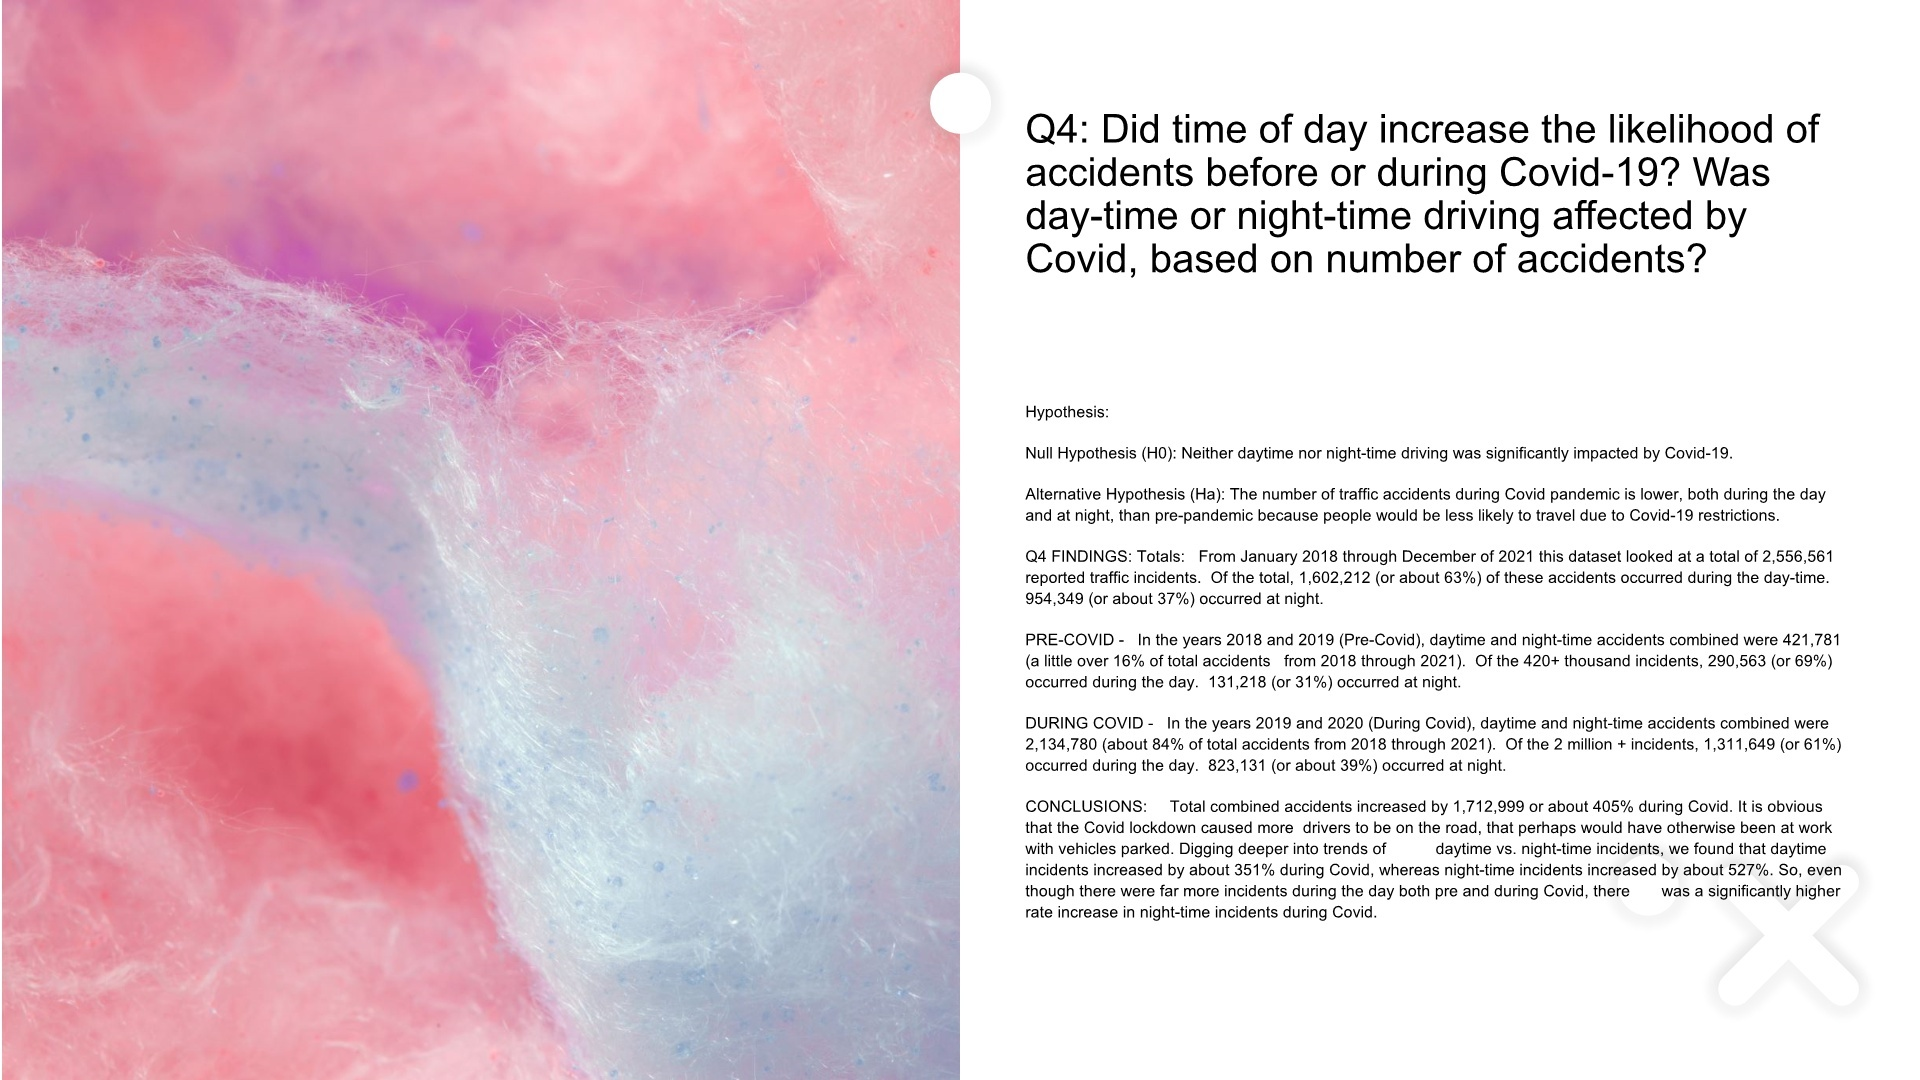 Q4: Did time of day increase the likelihood of
accidents before or during Covid-19? Was
day-time or night-time driving affected by
Covid, based on number of accidents?
Hypothesis:
Null Hypothesis (H0): Neither daytime nor night-time driving was significantly impacted by Covid-19.
Alternative Hypothesis (Ha): The number of traffic accidents during Covid pandemic is lower, both during the day
and at night, than pre-pandemic because people would be less likely to travel due to Covid-19 restrictions.
Q4 FINDINGS: Totals:   From January 2018 through December of 2021 this dataset looked at a total of 2,556,561
reported traffic incidents.  Of the total, 1,602,212 (or about 63%) of these accidents occurred during the day-time.
954,349 (or about 37%) occurred at night.
PRE-COVID -   In the years 2018 and 2019 (Pre-Covid), daytime and night-time accidents combined were 421,781
(a little over 16% of total accidents   from 2018 through 2021).  Of the 420+ thousand incidents, 290,563 (or 69%)
occurred during the day.  131,218 (or 31%) occurred at night.
DURING COVID -   In the years 2019 and 2020 (During Covid), daytime and night-time accidents combined were
2,134,780 (about 84% of total accidents from 2018 through 2021).  Of the 2 million + incidents, 1,311,649 (or 61%)
occurred during the day.  823,131 (or about 39%) occurred at night.
CONCLUSIONS:     Total combined accidents increased by 1,712,999 or about 405% during Covid. It is obvious
that the Covid lockdown caused more  drivers to be on the road, that perhaps would have otherwise been at work
with vehicles parked. Digging deeper into trends of           daytime vs. night-time incidents, we found that daytime
incidents increased by about 351% during Covid, whereas night-time incidents increased by about 527%. So, even
though there were far more incidents during the day both pre and during Covid, there       was a significantly higher
rate increase in night-time incidents during Covid.